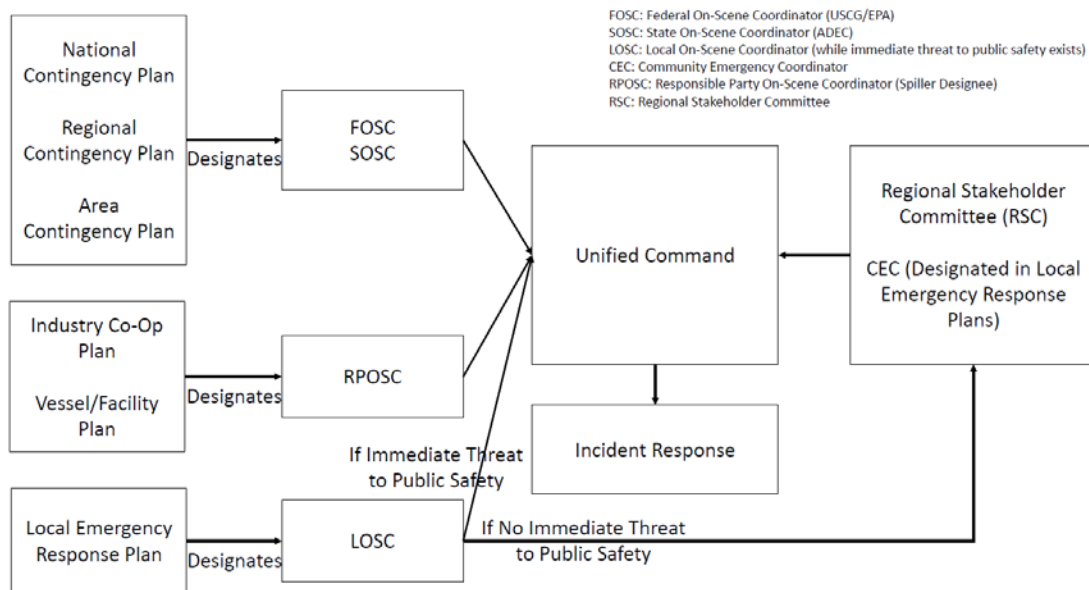 FOSC: Federal On-Scene Coordinator (USCG/EPA)
SOSC: State On-Scene Coordinator (ADEC)
LOSC: Local On-Scene Coordinator (while immediate threat to public safety exists)
CEC: Community Emergency Coordinator
RPOSC: Responsible Party On-Scene Coordinator (Spiller Designee)
RSC: Regional Stakeholder Committee
National
Contingency Plan
Regional
Contingency Plan
Area
Contingency Plan
Designates
FOSC
SOSC
Unified Command
Regional Stakeholder
Committee (RSC)
CEC (Designated in Local
Emergency Response
Plans)
Industry Co-Op
Plan
Vessel/Facility
Plan
Designates
RPOSC
Incident Response
If Immediate Threat
to Public Safety
Local Emergency
Response Plan
Designates
LOSC
If No Immediate Threat
to Public Safety